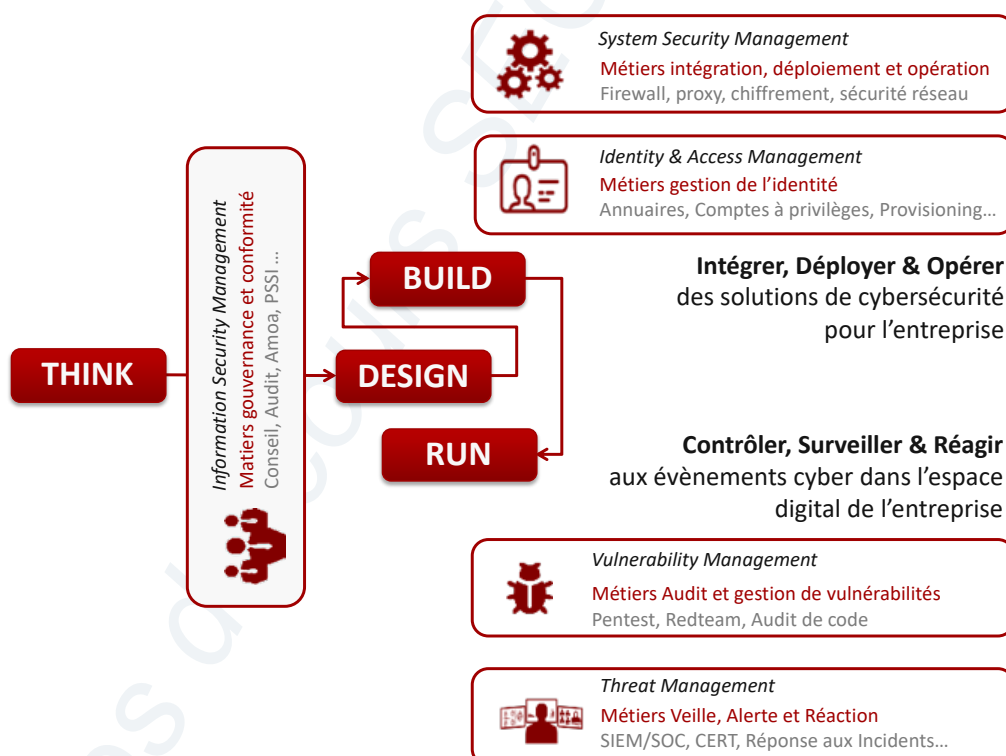 System Security Management
Métiers intégration, déploiement et opération
Firewall, proxy, chiffrement, sécurité réseau
Identity & Access Management
Métiers gestion de l'identité
Annuaires, Comptes à privilèges, Provisioning…
Information Security Management
Matiers gouvernance et conformité
Conseil, Audit, Amoa, PSSI ...
THINK
BUILD
DESIGN
RUN
Intégrer, Déployer & Opérer
des solutions de cybersécurité
pour l'entreprise
Contrôler, Surveiller & Réagir
aux évènements cyber dans l'espace
digital de l'entreprise
Vulnerability Management
Métiers Audit et gestion de vulnérabilités
Pentest, Redteam, Audit de code
Threat Management
Métiers Veille, Alerte et Réaction
SIEM/SOC, CERT, Réponse aux Incidents…